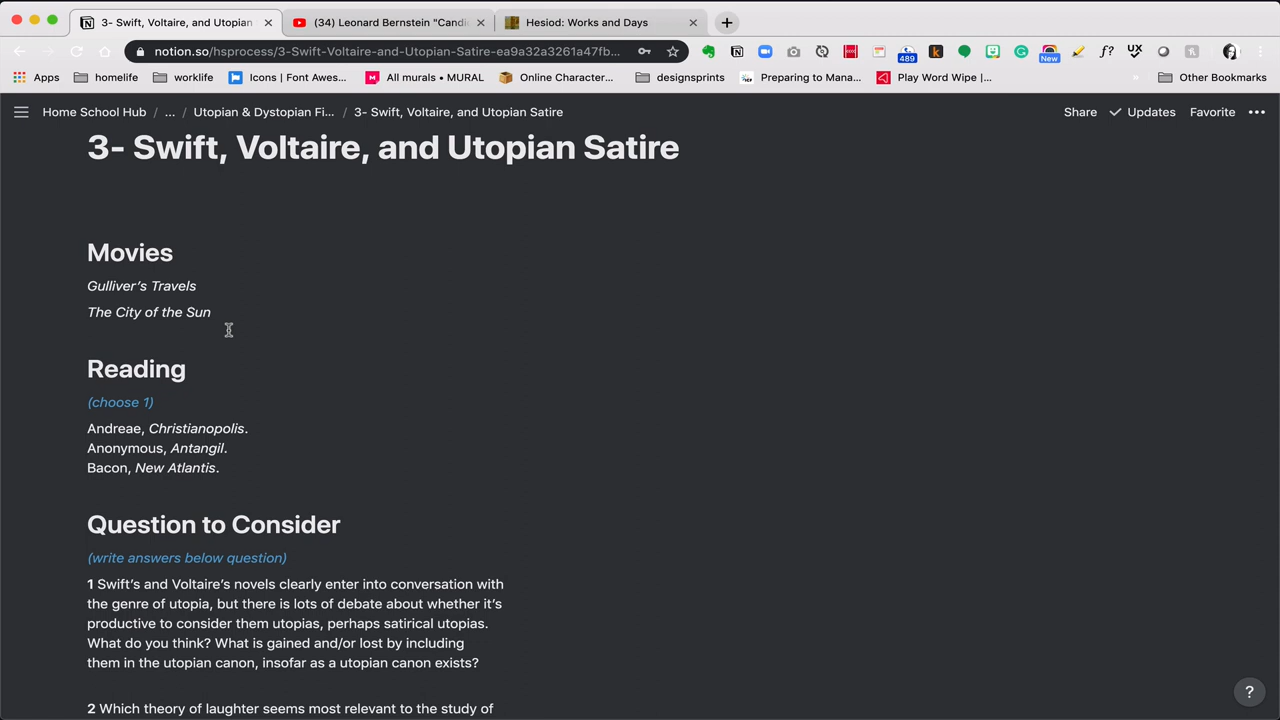 3- Swift, Voltaire, and Utopian
(34) Leonard Bernstein "Candi
Hesiod: Works and Days
notion.so/hsprocess/3-Swift-Voltaire-and-Utopian-Satire-ea9a32a3261a47fb...
489
New
f?
UX
Apps
homelife
worklife
Icons | Font Awes...
All murals • MURAL
Online Character...
designsprints
Preparing to Mana...
Play Word Wipe |...
»
Other Bookmarks
Home School Hub / ... / Utopian & Dystopian Fi... / 3- Swift, Voltaire, and Utopian Satire
Share
Updates
Favorite
3- Swift, Voltaire, and Utopian Satire
Movies
Gulliver's Travels
The City of the Sun
Reading
(choose 1)
Andreae, Christianopolis.
Anonymous, Antangil.
Bacon, New Atlantis.
Question to Consider
(write answers below question)
1 Swift's and Voltaire's novels clearly enter into conversation with
the genre of utopia, but there is lots of debate about whether it's
productive to consider them utopias, perhaps satirical utopias.
What do you think? What is gained and/or lost by including
them in the utopian canon, insofar as a utopian canon exists?
2 Which theory of laughter seems most relevant to the study of
?